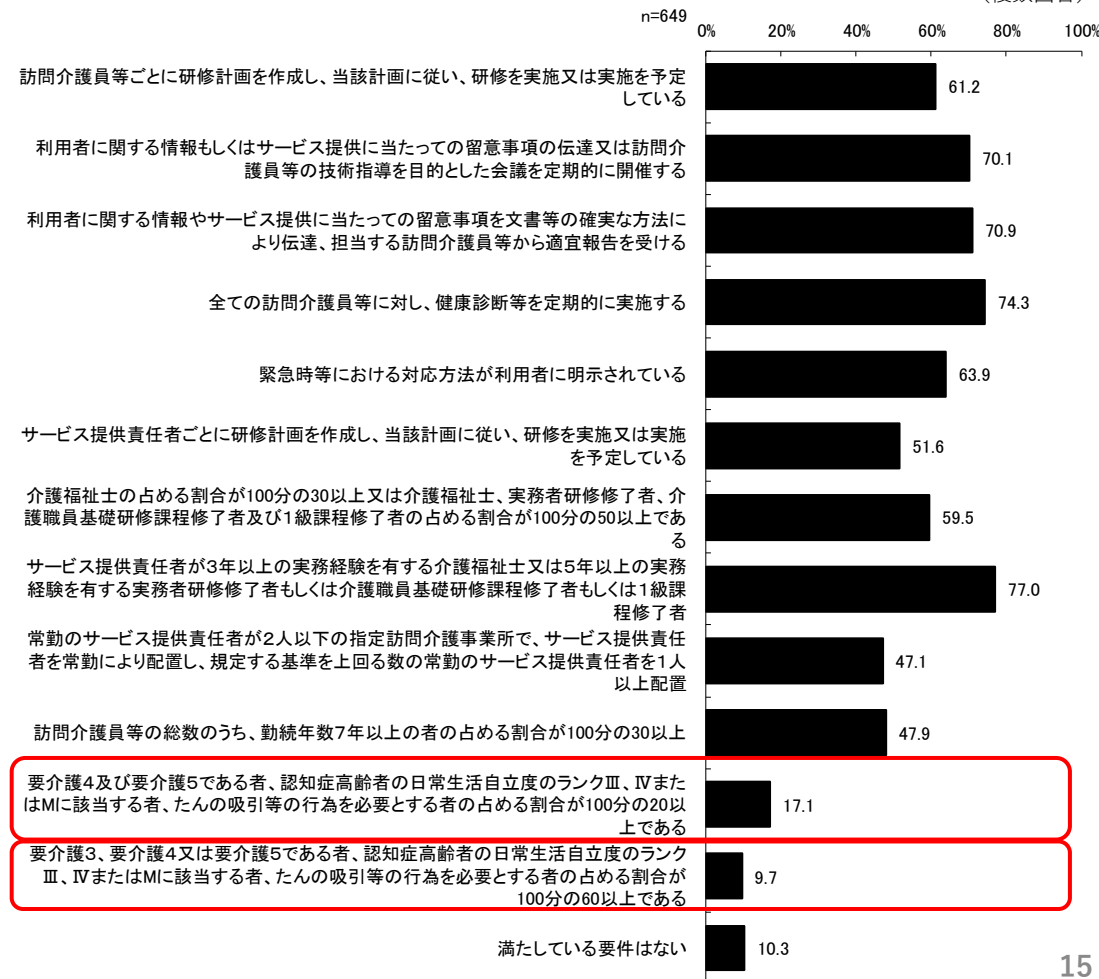 (複数回答)
n=649
0% 20% 40% 60% 80% 100%
訪問介護員等ごとに研修計画を作成し、当該計画に従い、研修を実施又は実施を予定
している
61.2
利用者に関する情報もしくはサービス提供に当たっての留意事項の伝達又は訪問介
護員等の技術指導を目的とした会議を定期的に開催する
70.1
利用者に関する情報やサービス提供に当たっての留意事項を文書等の確実な方法に
より伝達、担当する訪問介護員等から適宜報告を受ける
70.9
全ての訪問介護員等に対し、健康診断等を定期的に実施する
74.3
緊急時等における対応方法が利用者に明示されている
63.9
サービス提供責任者ごとに研修計画を作成し、当該計画に従い、研修を実施又は実施
を予定している
51.6
介護福祉士の占める割合が100分の30以上又は介護福祉士、実務者研修修了者、介
護職員基礎研修課程修了者及び1級課程修了者の占める割合が100分の50以上であ
る
59.5
サービス提供責任者が3年以上の実務経験を有する介護福祉士又は5年以上の実務
経験を有する実務者研修修了者もしくは介護職員基礎研修課程修了者もしくは1級課
程修了者
77.0
常勤のサービス提供責任者が2人以下の指定訪問介護事業所で、サービス提供責任
者を常勤により配置し、規定する基準を上回る数の常勤のサービス提供責任者を1人
以上配置
47.1
訪問介護員等の総数のうち、勤続年数7年以上の者の占める割合が100分の30以上
47.9
要介護4及び要介護5である者、認知症高齢者の日常生活自立度のランクⅢ、Ⅳまた
はMに該当する者、たんの吸引等の行為を必要とする者の占める割合が100分の20以
上である
17.1
要介護3、要介護4又は要介護5である者、認知症高齢者の日常生活自立度のランク
Ⅲ、ⅣまたはMに該当する者、たんの吸引等の行為を必要とする者の占める割合が
100分の60以上である
9.7
満たしている要件はない
10.3
15